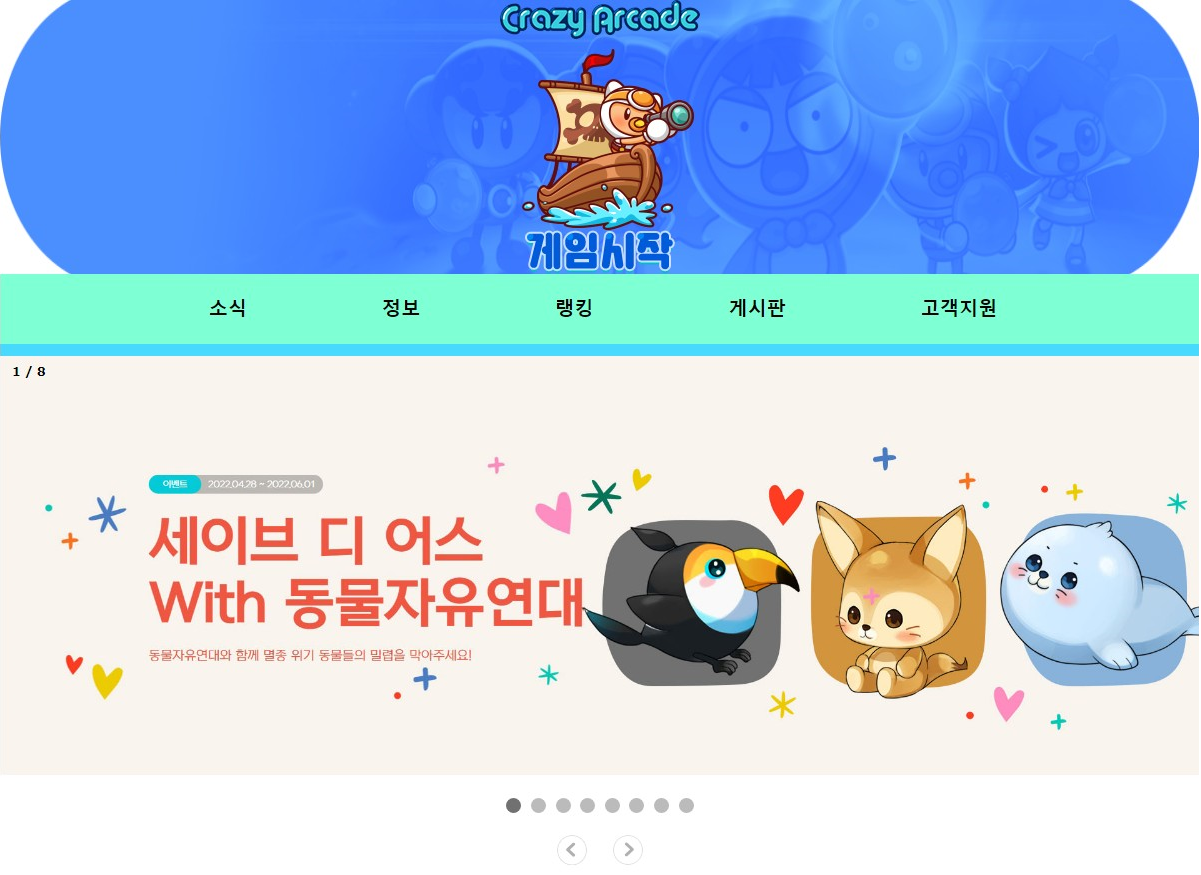 Crazy Arcade
게임시작
소식 정보 랭킹 게시판 고객지원
1 / 8
이벤트 2022.04.28 ~ 2022.06.01
세이브 디 어스
With 동물자유연대
동물자유연대와 함께 멸종 위기 동물들의 밀렵을 막아주세요!